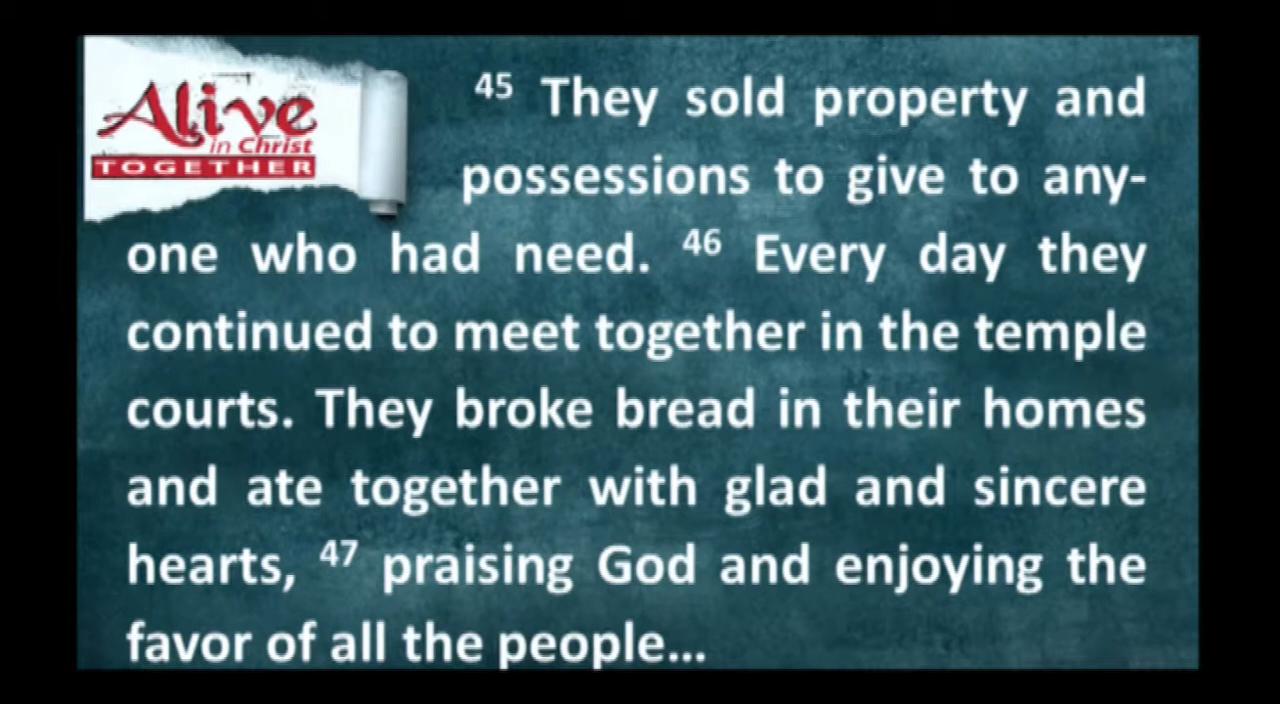 Alive
in Christ
TOGETHER
45 They sold property and
possessions to give to any-
one who had need. 46 Every day they
continued to meet together in the temple
courts. They broke bread in their homes
and ate together with glad and sincere
hearts, 47 praising God and enjoying the
favor of all the people...